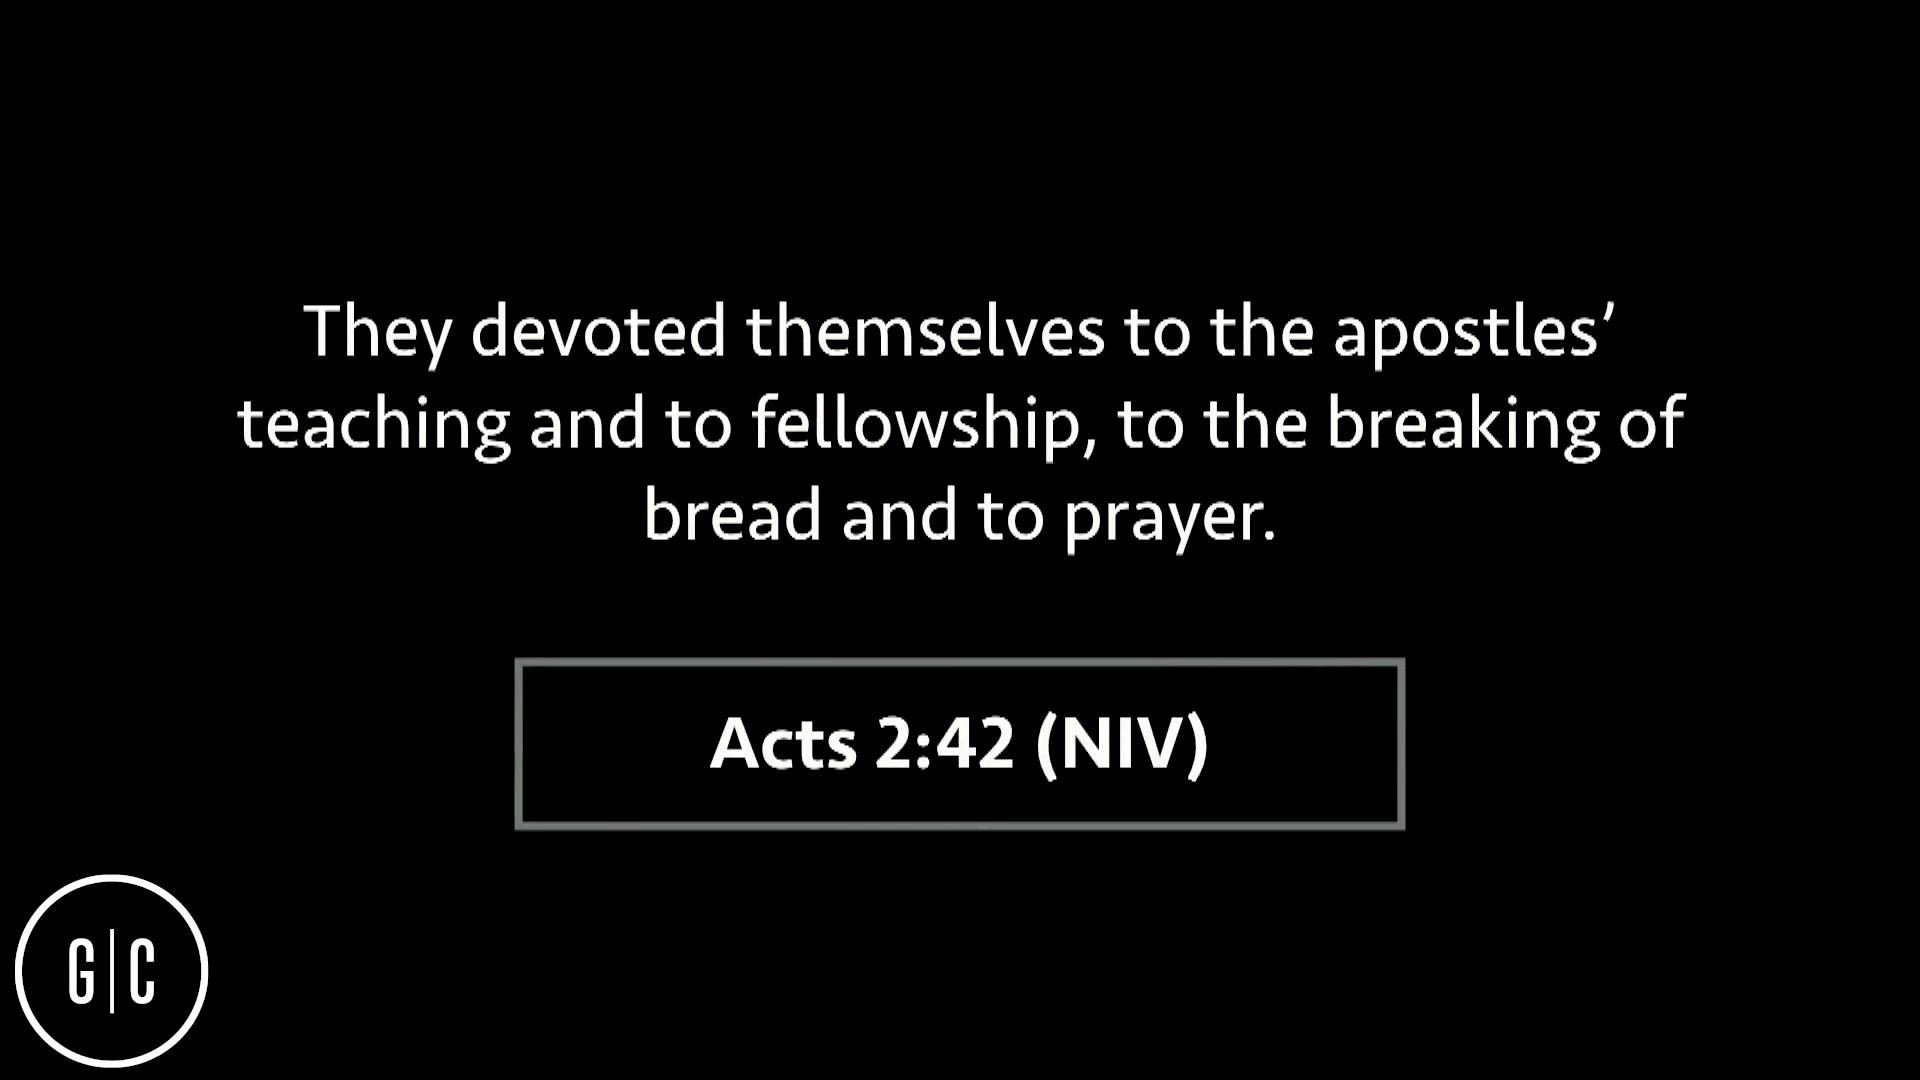 They devoted themselves to the apostles’
teaching and to fellowship, to the breaking of
bread and to prayer.
Acts 2:42 (NIV)
G|C